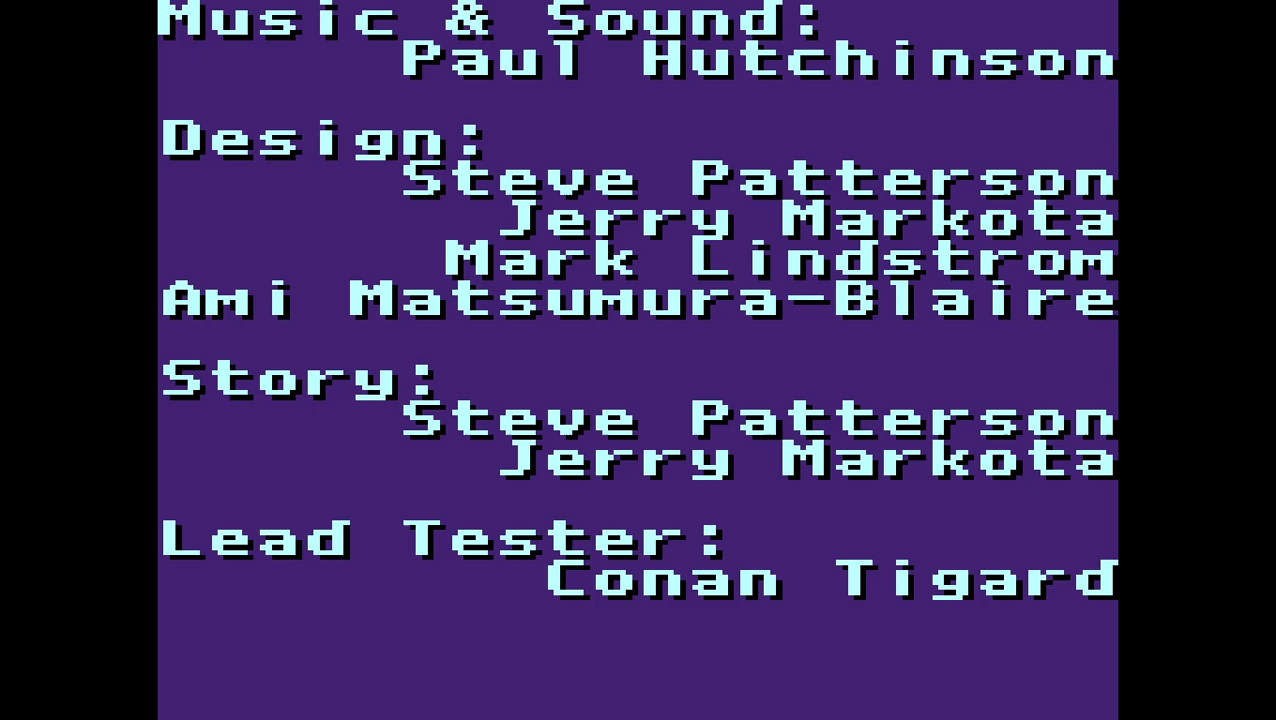 Music & Sound:
Paul Hutchinson
Design:
Steve Patterson
Jerry Markota
Mark Lindstrom
Ami Matsumura-Blaire
Story:
Steve Patterson
Jerry Markota
Lead Tester:
Conan Tigard